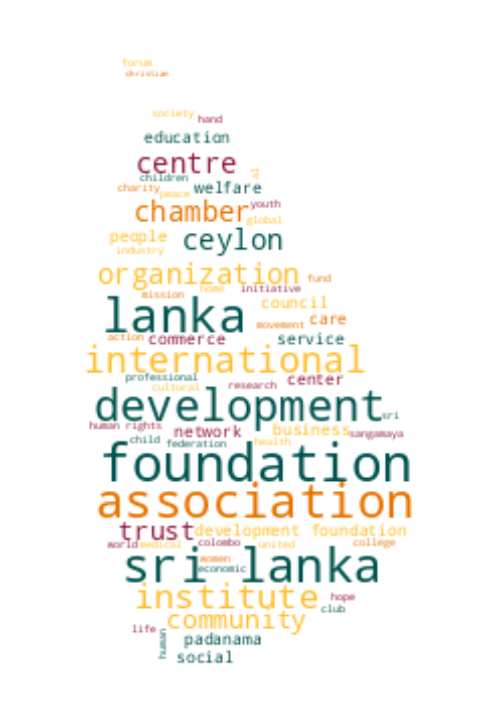 forum
christian
society
hand
education
centre
children
al
charity
welfare
peace
chamber
youth
global
people
ceylon
industry
organization
fund
home
initiative
mission
council
lanka
movement
care
action
commerce
service
international
professional
center
cultural
research
development
sri
human rights
network
business
sangamaya
child
federation
health
foundation
association
trust
development foundation
world
medical
colombo
united
college
women
sri lanka
economic
institute
hope
club
community
life
human
padanama
social